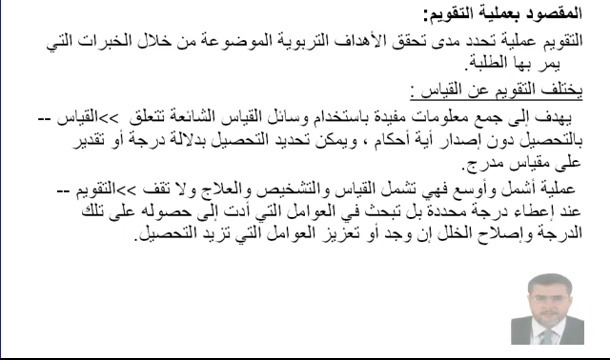 المقصود بعملية التقويم:
التقويم عملية تحدد مدى تحقق الأهداف التربوية الموضوعة من خلال الخبرات التي
يمر بها الطلبة.
يختلف التقويم عن القياس :
يهدف إلى جمع معلومات مفيدة باستخدام وسائل القياس الشائعة تتعلق >>القياس --
بالتحصيل دون إصدار أية أحكام ، ويمكن تحديد التحصيل بدلالة درجة أو تقدير
على مقياس مدرج.
عملية أشمل وأوسع فهي تشمل القياس والتشخيص والعلاج ولا تقف >>التقويم --
عند إعطاء درجة محددة بل تبحث في العوامل التي أدت إلى حصوله على تلك
الدرجة وإصلاح الخلل إن وجد أو تعزيز العوامل التي تزيد التحصيل.